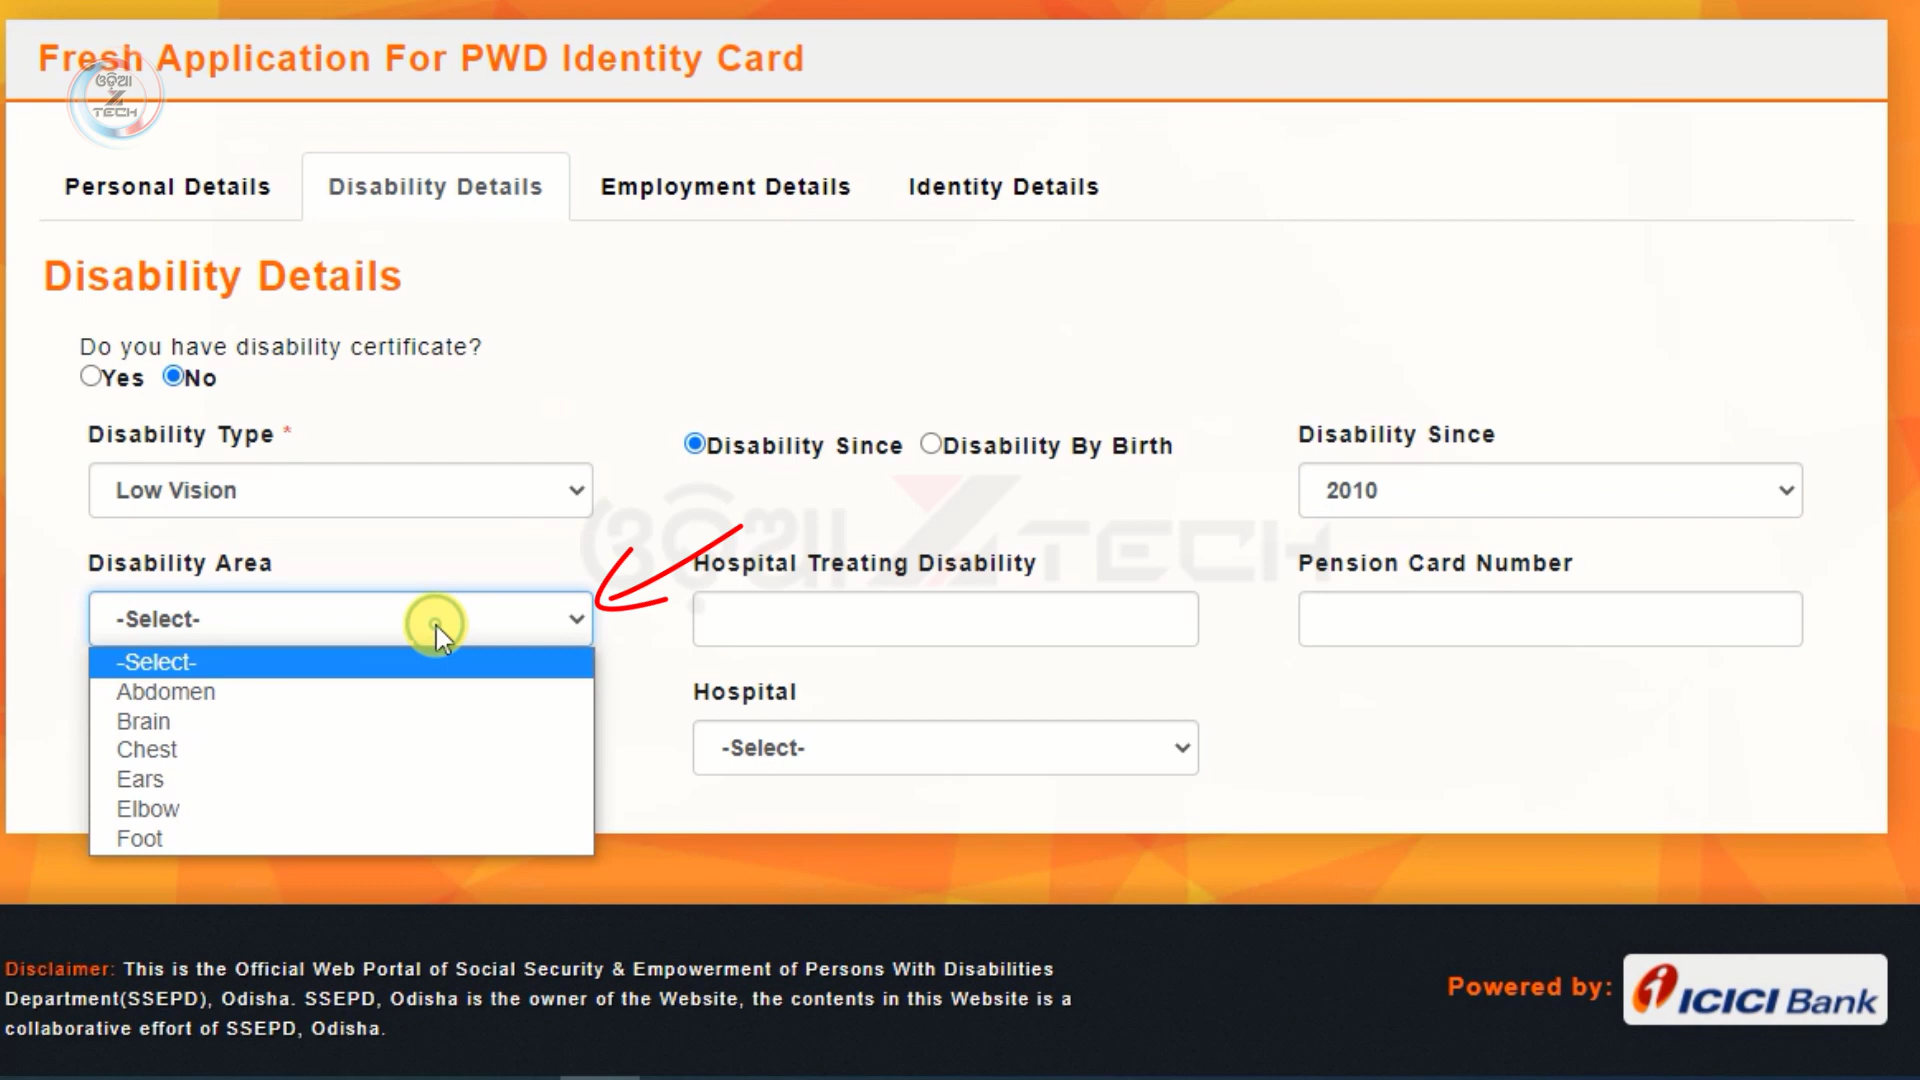 Fresh Application For PWD Identity Card
ଓଡ଼ିଆ
Z
TECH
Personal Details
Disability Details
Employment Details
Identity Details
Disability Details
Do you have disability certificate?
Yes No
Disability Type *
Disability Since Disability By Birth
Disability Since
Low Vision
2010
ଓଡ଼ିଆ Z TECH
Disability Area
Hospital Treating Disability
Pension Card Number
-Select-
-Select-
Abdomen
Brain
Chest
Ears
Elbow
Foot
Hospital
-Select-
Disclaimer: This is the Official Web Portal of Social Security & Empowerment of Persons With Disabilities
Department(SSEPD), Odisha. SSEPD, Odisha is the owner of the Website, the contents in this Website is a
collaborative effort of SSEPD, Odisha.
Powered by:
ICICI Bank